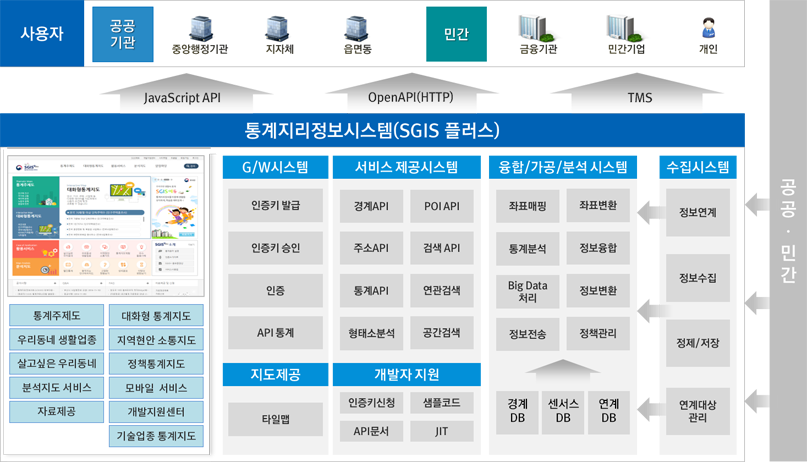 사용자
공공
기관
중앙행정기관
지자체
읍면동
민간
금융기관
민간기업
개인
JavaScript API
OpenAPI(HTTP)
TMS
통계지리정보시스템(SGIS 플러스)
대화형통계지도
통계주제도
대화형 통계지도
우리동네 생활업종
지역현안 소통지도
살고싶은 우리동네
정책통계지도
분석지도 서비스
모바일 서비스
자료제공
개발지원센터
기술업종 통계지도
G/W시스템
인증키 발급
인증키 승인
인증
API 통계
지도제공
타일맵
서비스 제공시스템
경계API
POI API
주소API
검색 API
통계API
연관검색
형태소분석
공간검색
개발자 지원
인증키신청
샘플코드
API문서
JIT
융합/가공/분석 시스템
좌표매핑
좌표변환
통계분석
정보융합
Big Data
처리
정보변환
정보전송
정책관리
경계
DB
센서스
DB
연계
DB
수집시스템
정보연계
정보수집
정제/저장
연계대상
관리
공공 · 민간